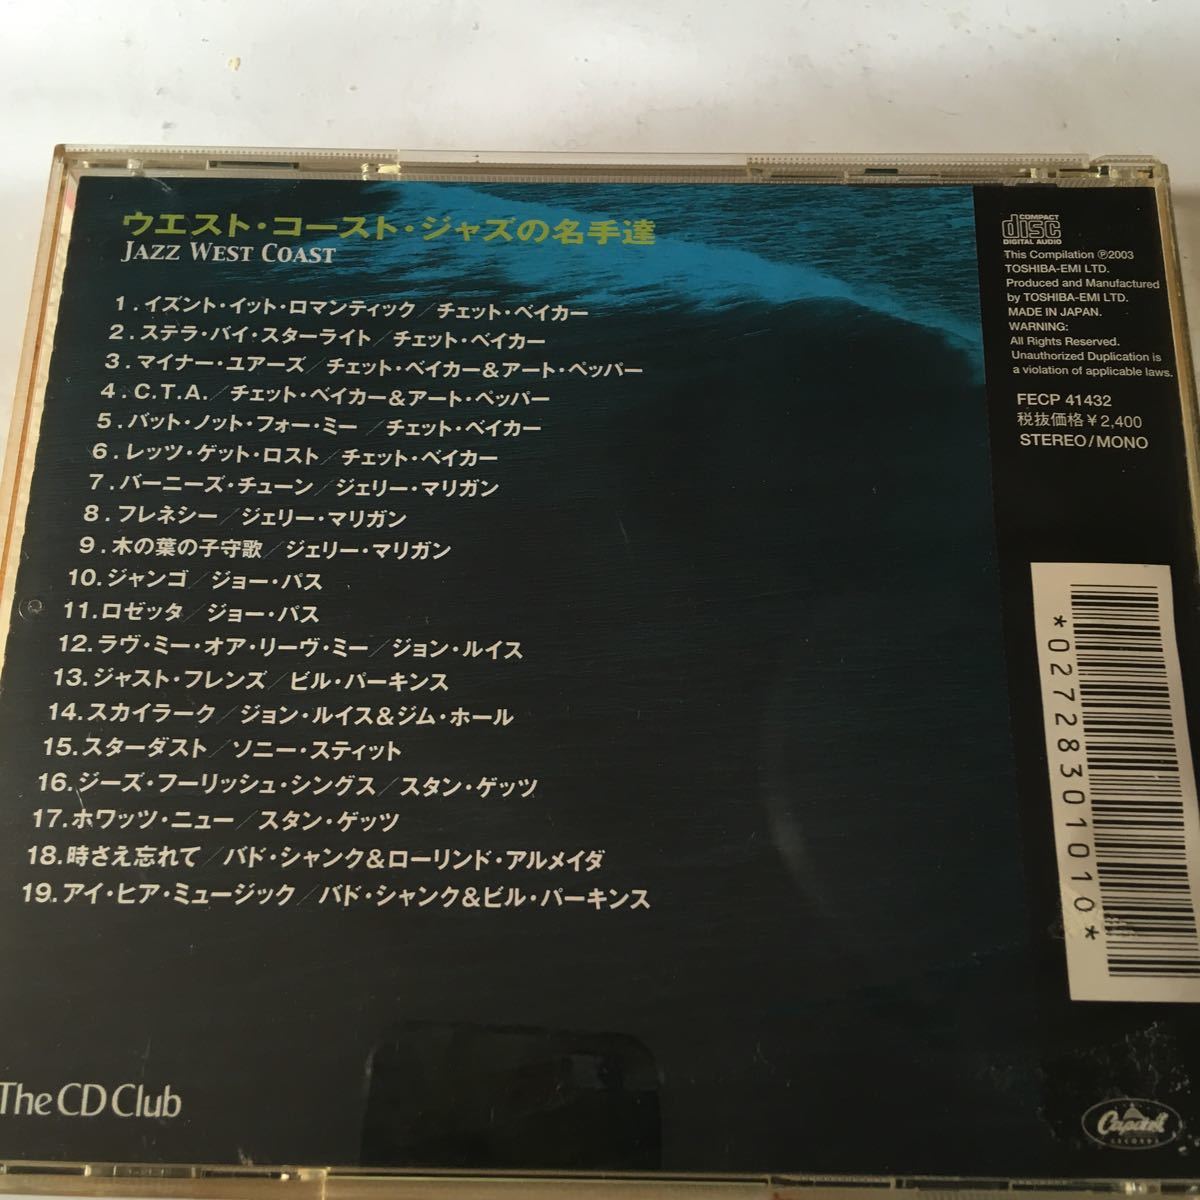 ウエスト・コースト・ジャズの名手達
JAZZ WEST COAST
1.イズント・イット・ロマンティック/チェット・ベイカー
2.ステラ・バイ・スターライト/チェット・ベイカー
3.マイナー・ユアーズ/チェット・ベイカー&アート・ペッパー
4.C.T.A./チェット・ベイカー&アート・ペッパー
5.バット・ノット・フォー・ミー/チェット・ベイカー
6.レッツ・ゲット・ロスト/チェット・ベイカー
7.バーニーズ・チューン/ジェリー・マリガン
8.フレネシー/ジェリー・マリガン
9.木の葉の子守歌/ジェリー・マリガン
10.ジャンゴ/ジョー・パス
11.ロゼッタ/ジョー・パス
12.ラヴ・ミー・オア・リーヴ・ミー/ジョン・ルイス
13.ジャスト・フレンズ/ビル・パーキンス
14.スカイラーク/ジョン・ルイス&ジム・ホール
15.スターダスト/ソニー・スティット
16.ジーズ・フーリッシュ・シングス/スタン・ゲッツ
17.ホワッツ・ニュー/スタン・ゲッツ
18.時さえ忘れて/バド・シャンク&ローリンド・アルメイダ
19.アイ・ヒア・ミュージック/バド・シャンク&ビル・パーキンス
The CD Club
COMPACT
disc
DIGITAL AUDIO
This Compilation ℗2003
TOSHIBA-EMI LTD.
Produced and Manufactured
by TOSHIBA-EMI LTD.
MADE IN JAPAN.
WARNING:
All Rights Reserved.
Unauthorized Duplication is
a violation of applicable laws.
FECP 41432
税抜価格¥2,400
STEREO/MONO
*02728301010*
Capitol
RECORDS